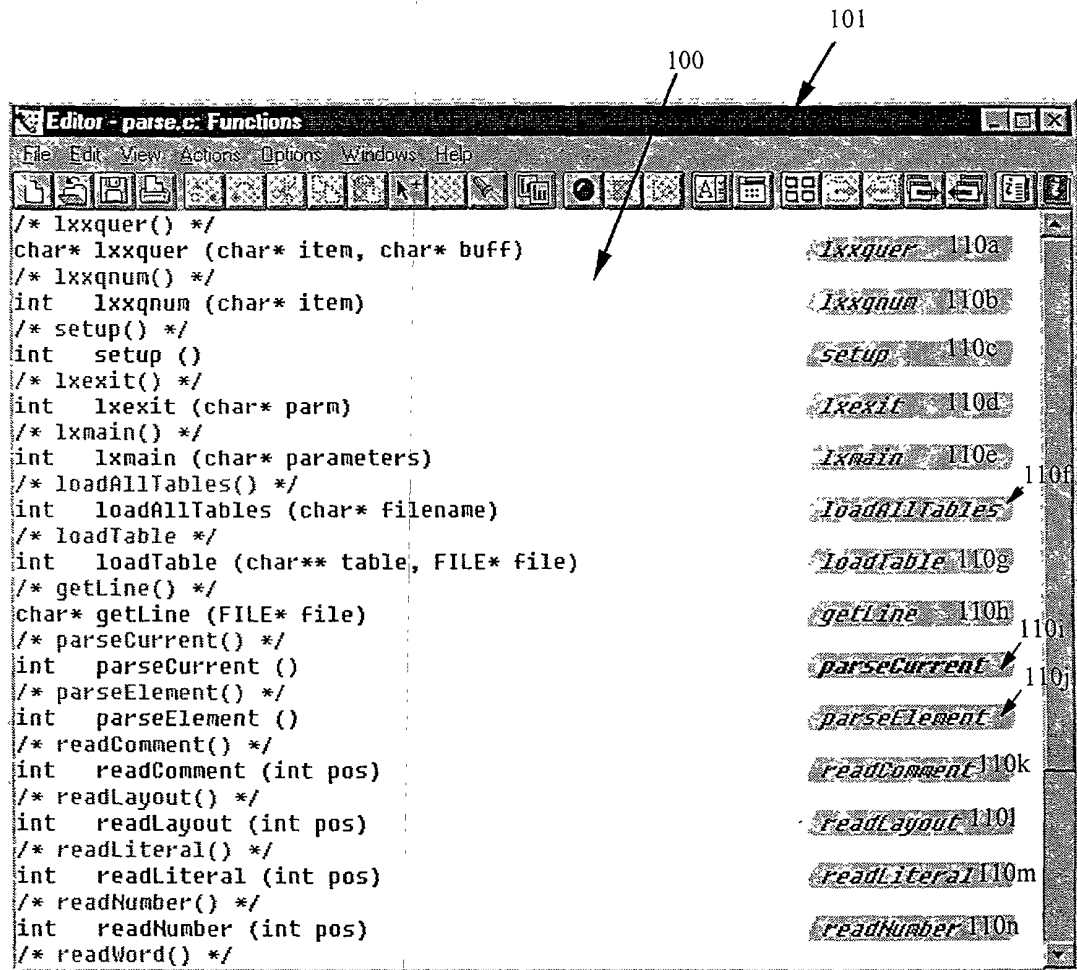 101
100
Editor - parse.c: Functions
File Edit View Actions Options Windows Help
/* lxxquer() */
char* lxxquer (char* item, char* buff) lxxquer 110a
/* lxxqnum() */
int lxxqnum (char* item) lxxqnum 110b
/* setup() */
int setup () setup 110c
/* lxexit() */
int lxexit (char* parm) lxexit 110d
/* lxmain() */
int lxmain (char* parameters) lxmain 110e
/* loadAllTables() */ 110f
int loadAllTables (char* filename) loadAllTables
/* loadTable */
int loadTable (char** table, FILE* file) loadTable 110g
/* getLine() */
char* getLine (FILE* file) getLine 110h
/* parseCurrent() */ 110i
int parseCurrent () parseCurrent
/* parseElement() */ 110j
int parseElement () parseElement
/* readComment() */
int readComment (int pos) readComment 110k
/* readLayout() */
int readLayout (int pos) readLayout 110l
/* readLiteral() */
int readLiteral (int pos) readLiteral 110m
/* readNumber() */
int readNumber (int pos) readNumber 110n
/* readWord() */